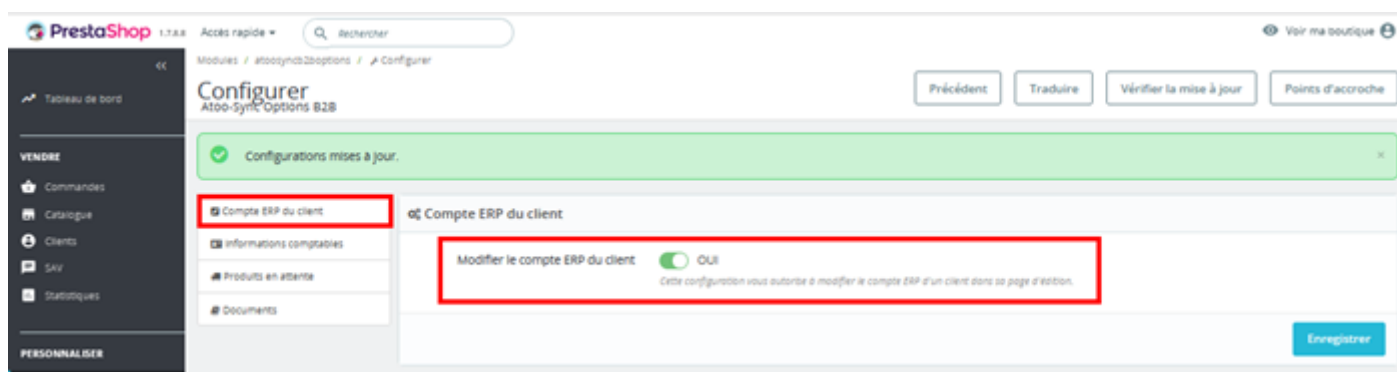 PrestaShop 1.7.8.8 Accès rapide Rechercher Voir ma boutique
Modules / atoosyncb2boptions / Configurer
Configurer
Atoo-Sync Options B2B
Précédent Traduire Vérifier la mise à jour Points d'accroche
Tableau de bord
VENDRE
Commandes
Catalogue
Clients
SAV
Statistiques
PERSONNALISER
Configurations mises à jour.
Compte ERP du client
Informations comptables
Produits en attente
Documents
Compte ERP du client
Modifier le compte ERP du client OUI
Cette configuration vous autorise à modifier le compte ERP d'un client dans sa page d'édition.
Enregistrer